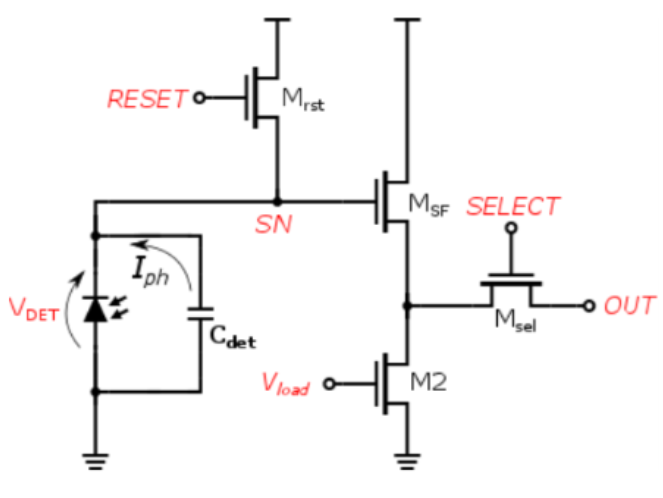 RESET
Mrst
SN
MSF
SELECT
Iph
VDET
Cdet
Msel
OUT
Vload
M2